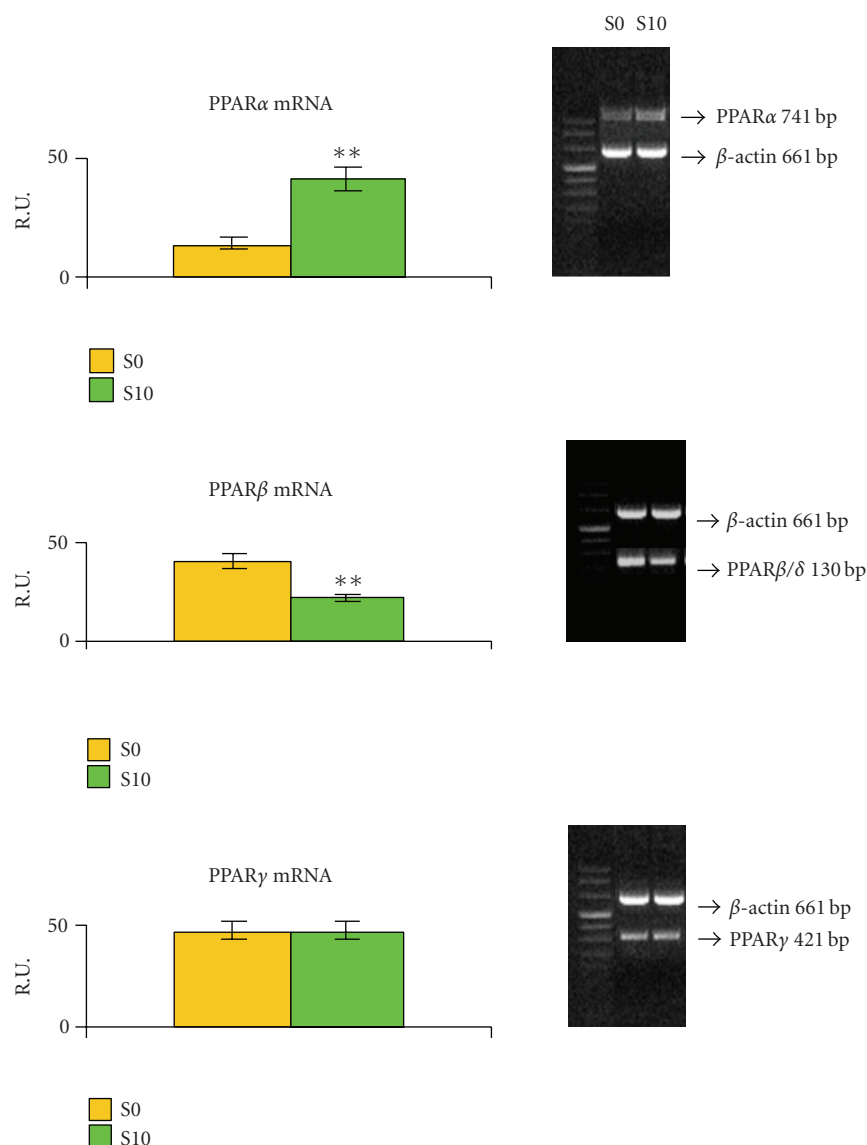 S0 S10
PPARα mRNA
→ PPARα 741 bp
**
50
→ β-actin 661 bp
R.U.
0
S0
S10
PPARβ mRNA
→ β-actin 661 bp
50
→ PPARβ/δ 130 bp
**
R.U.
0
S0
S10
PPARγ mRNA
→ β-actin 661 bp
50
→ PPARγ 421 bp
R.U.
0
S0
S10